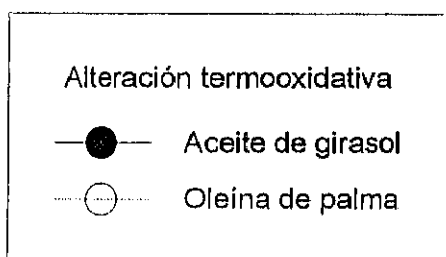 Alteración termooxidativa
Aceite de girasol
Oleína de palma